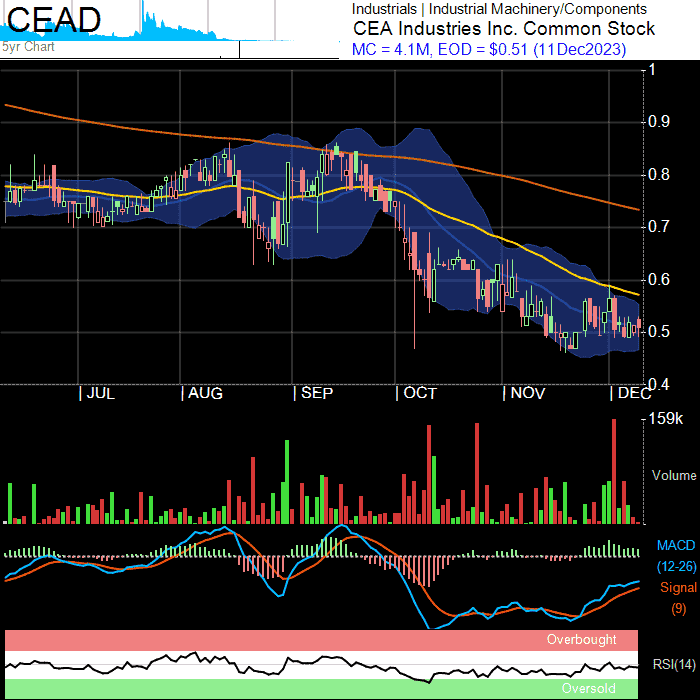 CEAD
5yr Chart
Industrials | Industrial Machinery/Components
CEA Industries Inc. Common Stock
MC = 4.1M, EOD = $0.51 (11Dec2023)
1
0.9
0.8
0.7
0.6
0.5
0.4
JUL AUG SEP OCT NOV DEC
159k
Volume
MACD
(12-26)
Signal
(9)
Overbought
RSI(14)
Oversold